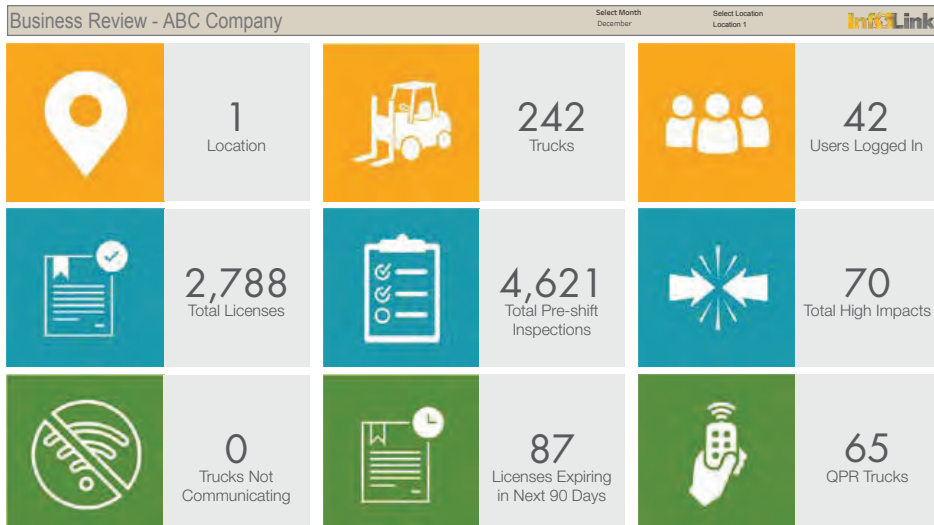 Business Review - ABC Company
Select Month
December
Select Location
Location 1
InfoLink
1
Location
242
Trucks
42
Users Logged In
2,788
Total Licenses
4,621
Total Pre-shift
Inspections
70
Total High Impacts
0
Trucks Not
Communicating
87
Licenses Expiring
in Next 90 Days
65
QPR Trucks